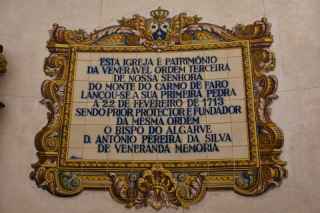 ESTA IGREJA É PATRIMÓNIO
DA VENERÁVEL ORDEM TERCEIRA
DE NOSSA SENHORA
DO MONTE DO CARMO DE FARO
LANÇOU-SE A SUA PRIMEIRA PEDRA
A 22 DE FEVEREIRO DE 1713
SENDO PRIOR, PROTECTOR E FUNDADOR
DA MESMA ORDEM
O BISPO DO ALGARVE
D. ANTÓNIO PEREIRA DA SILVA
DE VENERANDA MEMÓRIA